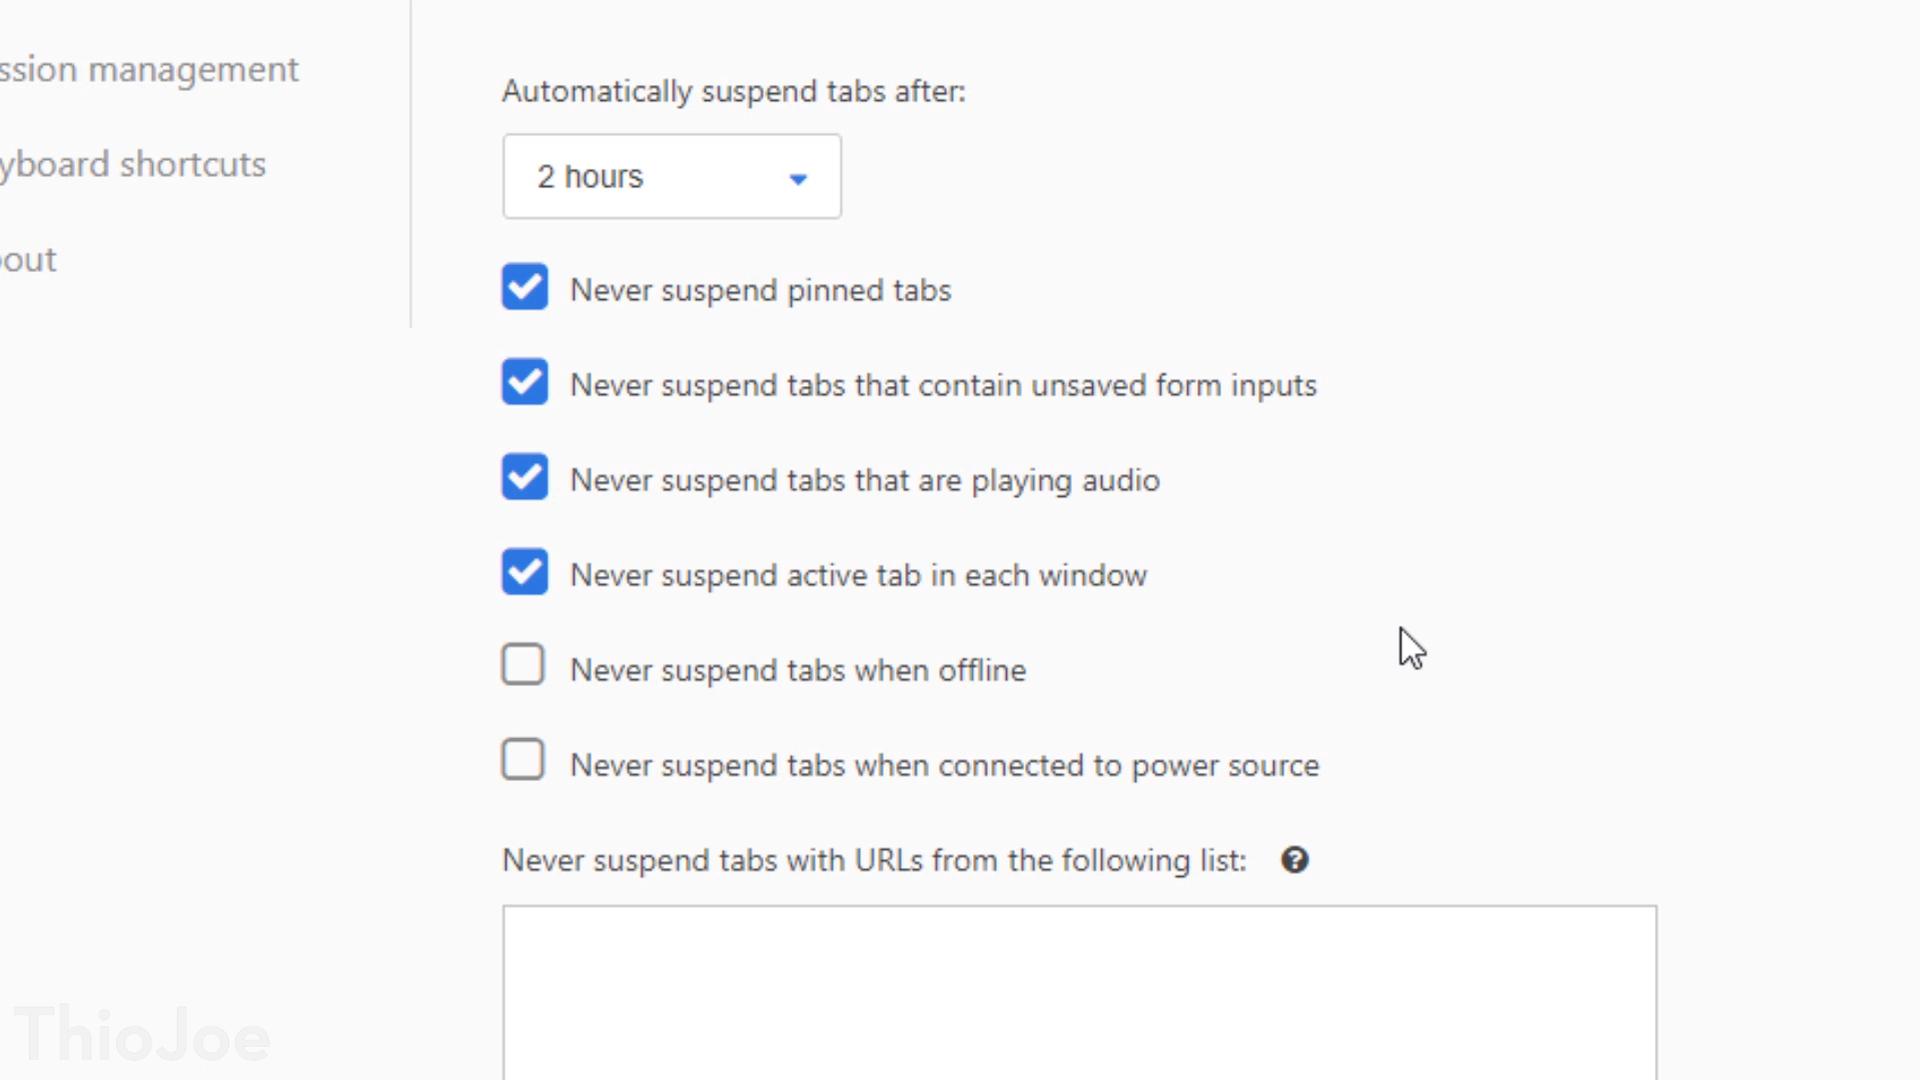 ssion management
yboard shortcuts
out
Automatically suspend tabs after:
2 hours
Never suspend pinned tabs
Never suspend tabs that contain unsaved form inputs
Never suspend tabs that are playing audio
Never suspend active tab in each window
Never suspend tabs when offline
Never suspend tabs when connected to power source
Never suspend tabs with URLs from the following list: ?
ThioJoe